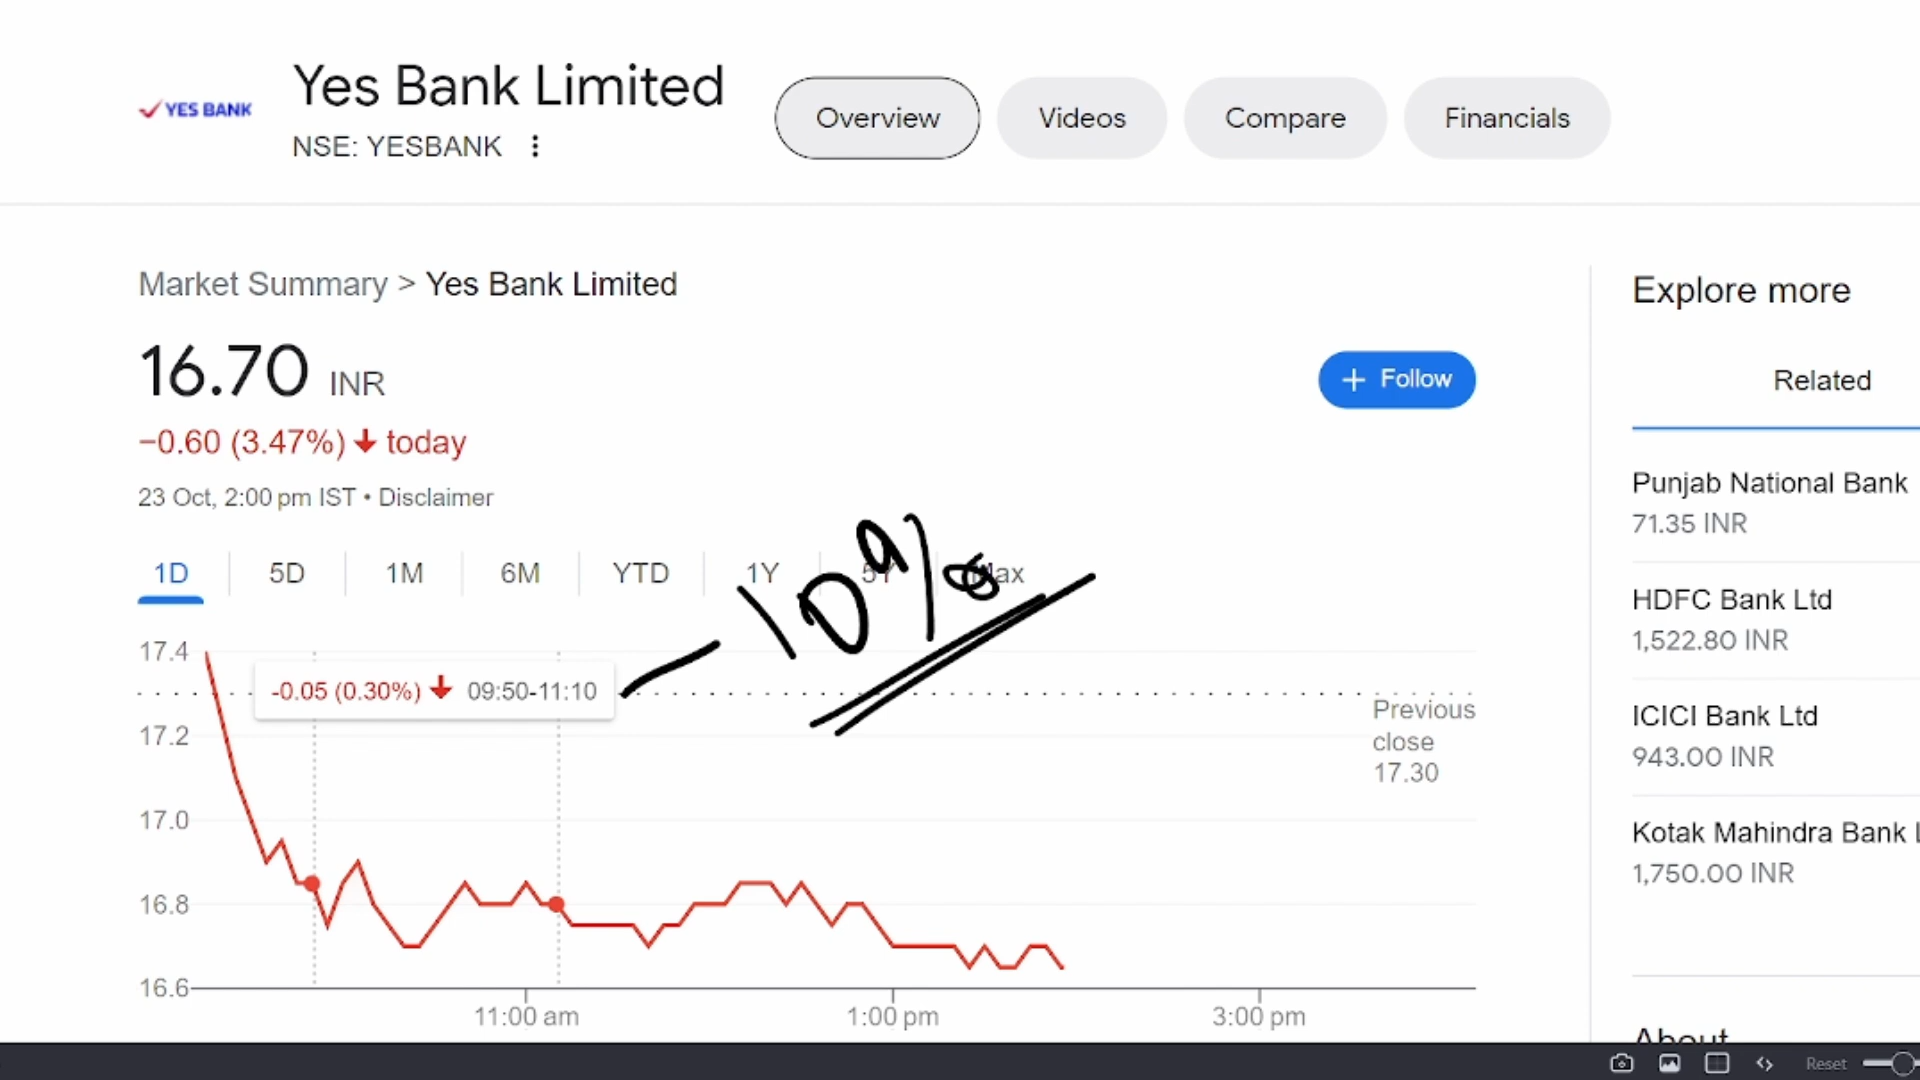 YES BANK
Yes Bank Limited
NSE: YESBANK
Overview
Videos
Compare
Financials
Market Summary > Yes Bank Limited
16.70 INR
−0.60 (3.47%) today
23 Oct, 2:00 pm IST • Disclaimer
+ Follow
1D 5D 1M 6M YTD 1Y 5Y Max
10%
-0.05 (0.30%) 09:50-11:10
17.4
17.2
17.0
16.8
16.6
Previous
close
17.30
11:00 am 1:00 pm 3:00 pm
Explore more
Related
Punjab National Bank
71.35 INR
HDFC Bank Ltd
1,522.80 INR
ICICI Bank Ltd
943.00 INR
Kotak Mahindra Bank L
1,750.00 INR
About
Reset